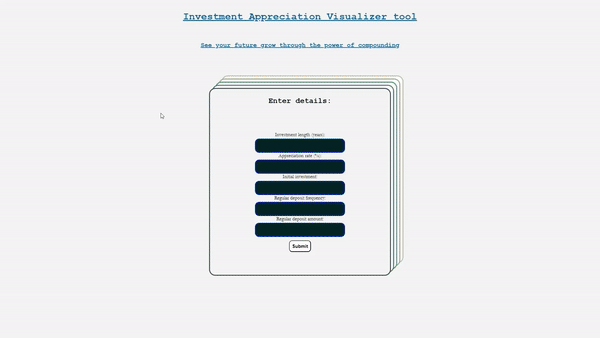 Investment Appreciation Visualizer tool
See your future grow through the power of compounding
Enter details:
Investment length (years):
Appreciation rate (%):
Initial investment:
Regular deposit frequency:
Regular deposit amount:
Submit